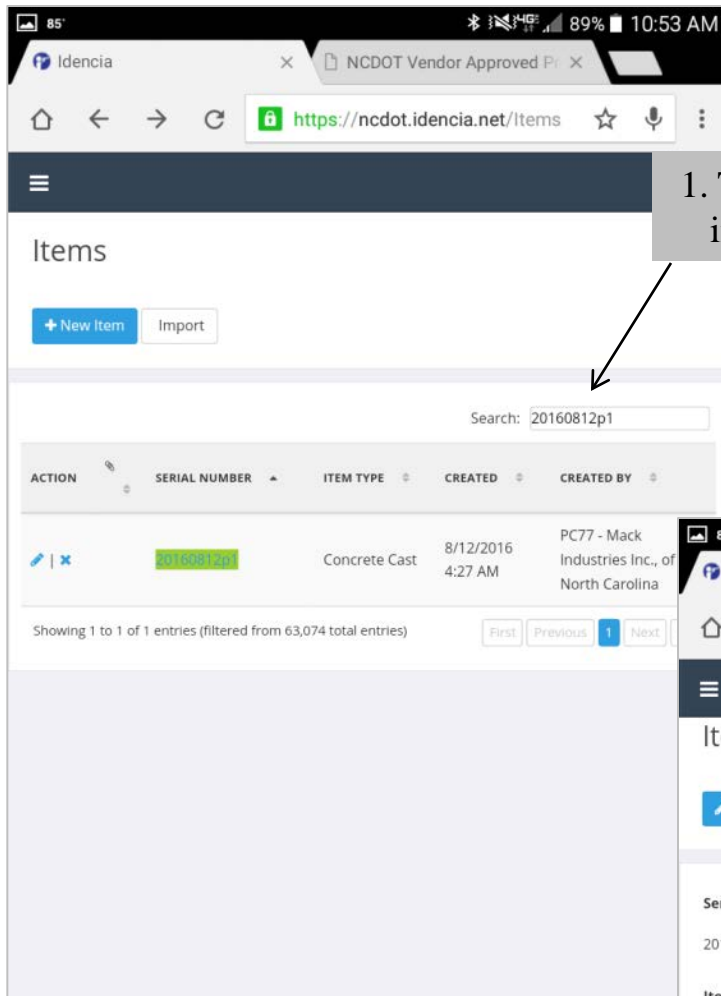 85°
4G
89%
10:53 AM
Idencia
NCDOT Vendor Approved
https://ncdot.idencia.net/Items
1.
Items
New Item
Import
Search: 20160812p1
ACTION SERIAL NUMBER ITEM TYPE CREATED CREATED BY
| 20160812p1 Concrete Cast 8/12/2016 4:27 AM PC77 - Mack Industries Inc., of North Carolina
Showing 1 to 1 of 1 entries (filtered from 63,074 total entries)
First Previous 1 Next